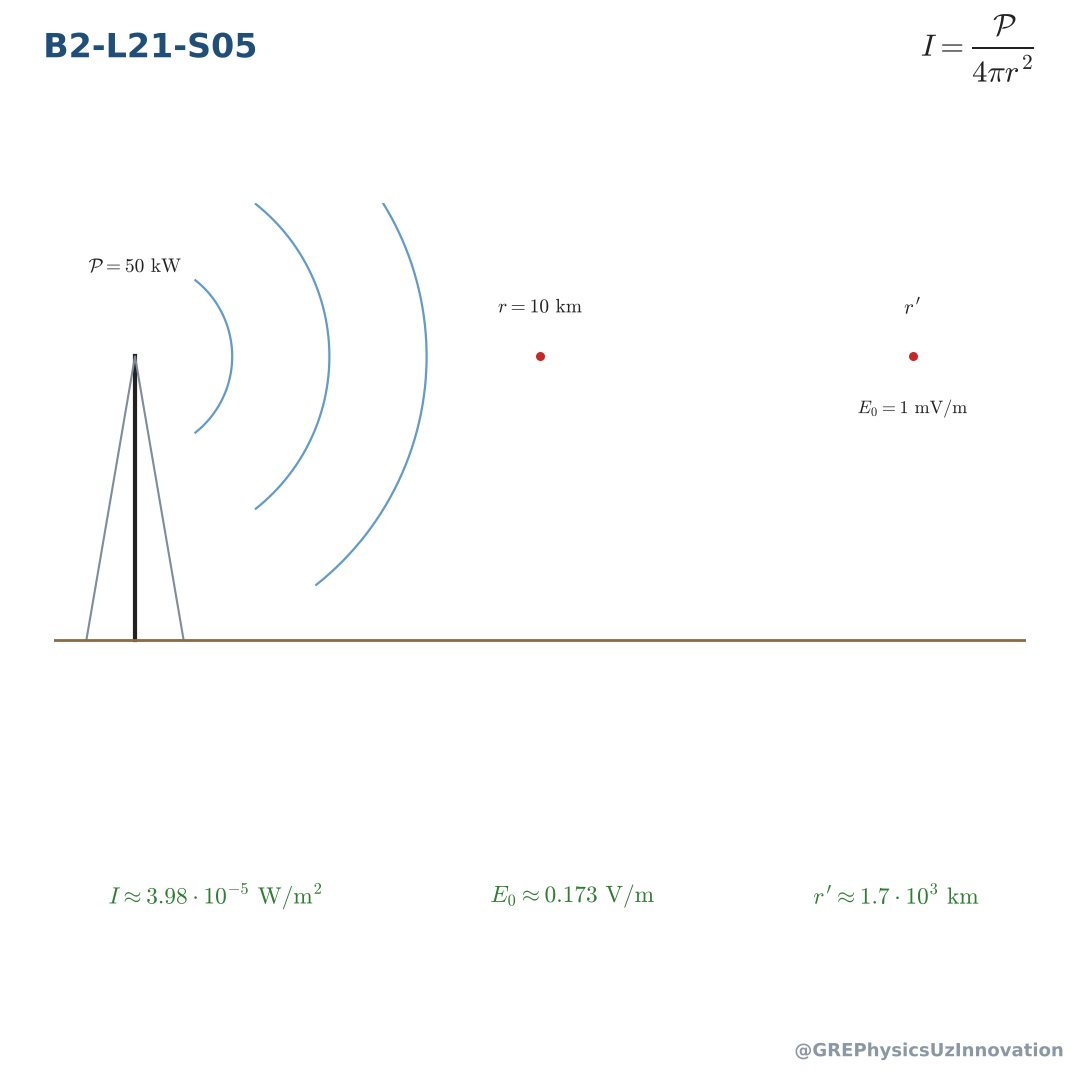 B2-L21-S05
I = 𝒫 / 4πr²
𝒫 = 50 kW
r = 10 km
r′
E₀ = 1 mV/m
I ≈ 3.98 · 10⁻⁵ W/m²
E₀ ≈ 0.173 V/m
r′ ≈ 1.7 · 10³ km
@GREPhysicsUzInnovation